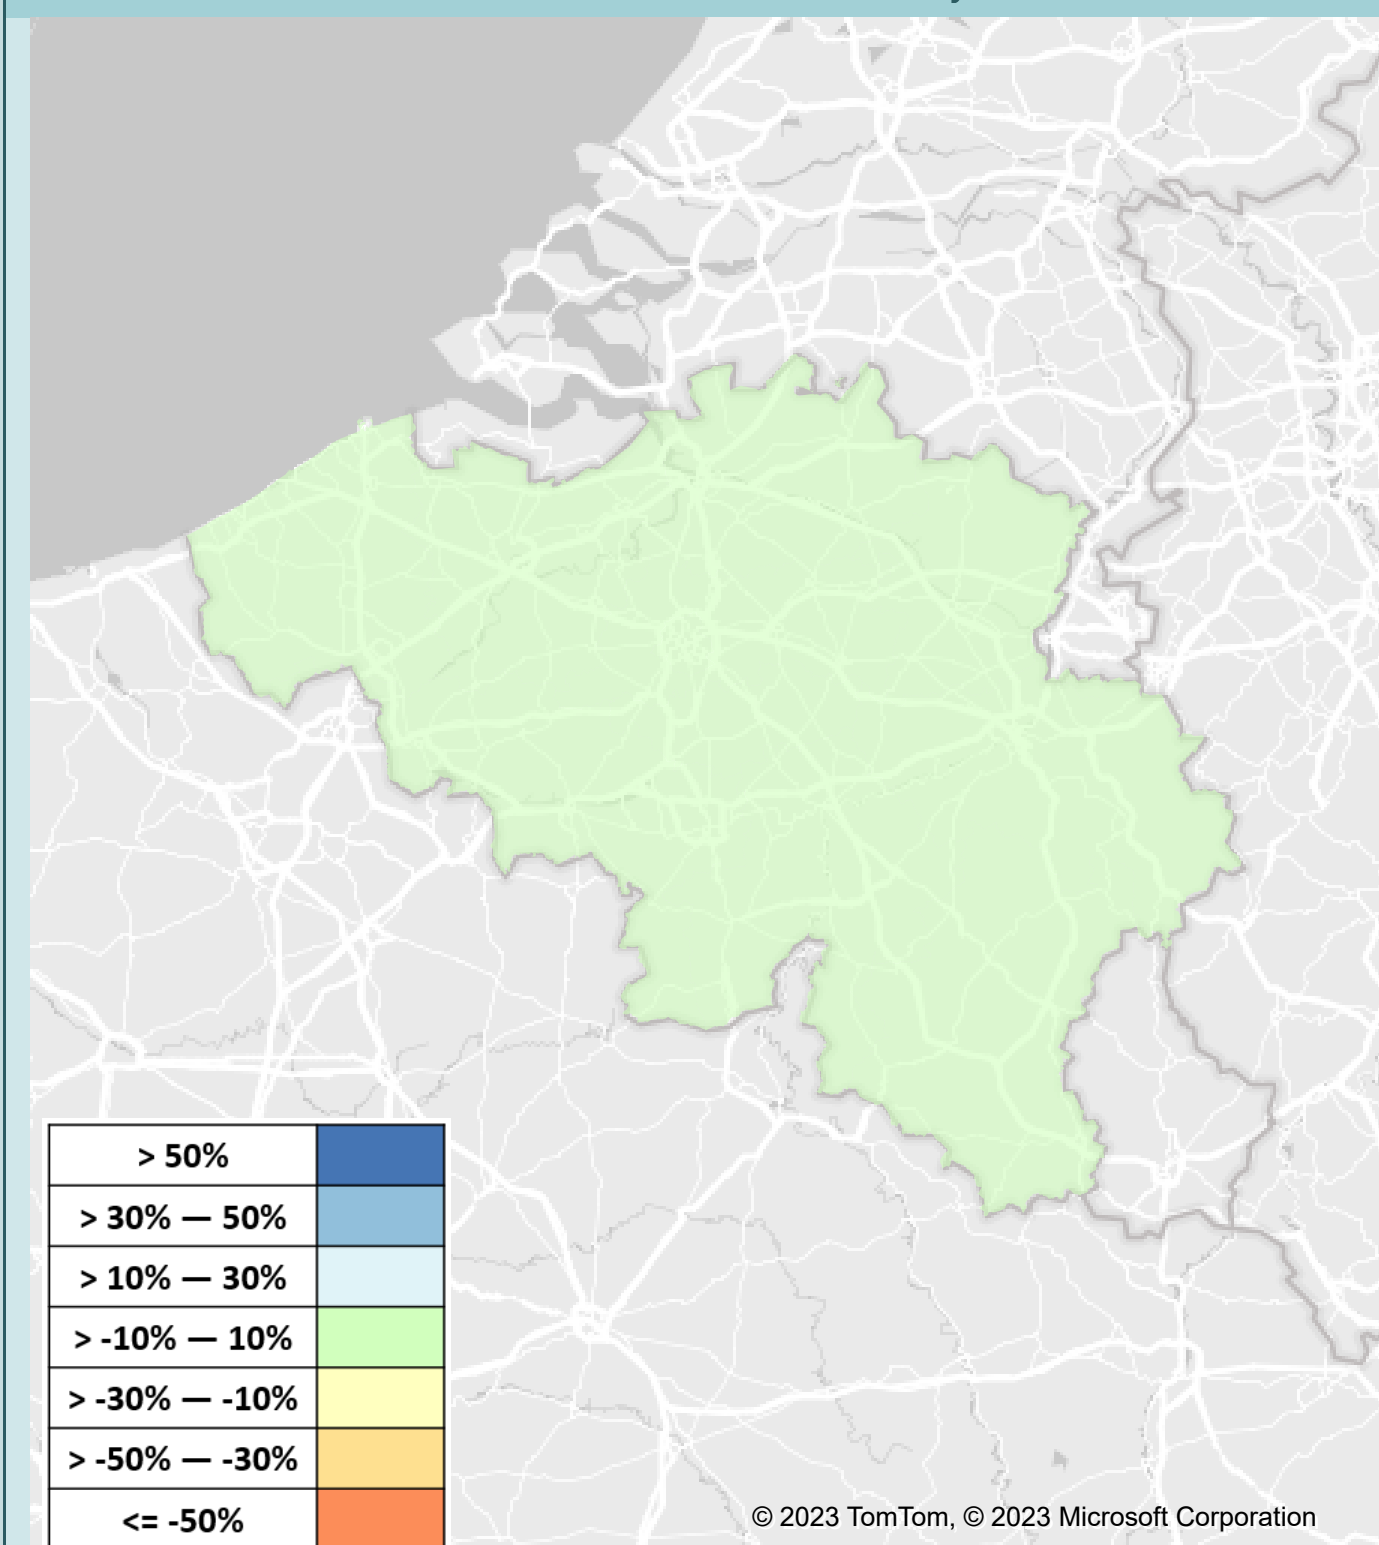 > 50%
> 30% — 50%
> 10% — 30%
> -10% — 10%
> -30% — -10%
> -50% — -30%
<= -50%
© 2023 TomTom, © 2023 Microsoft Corporation